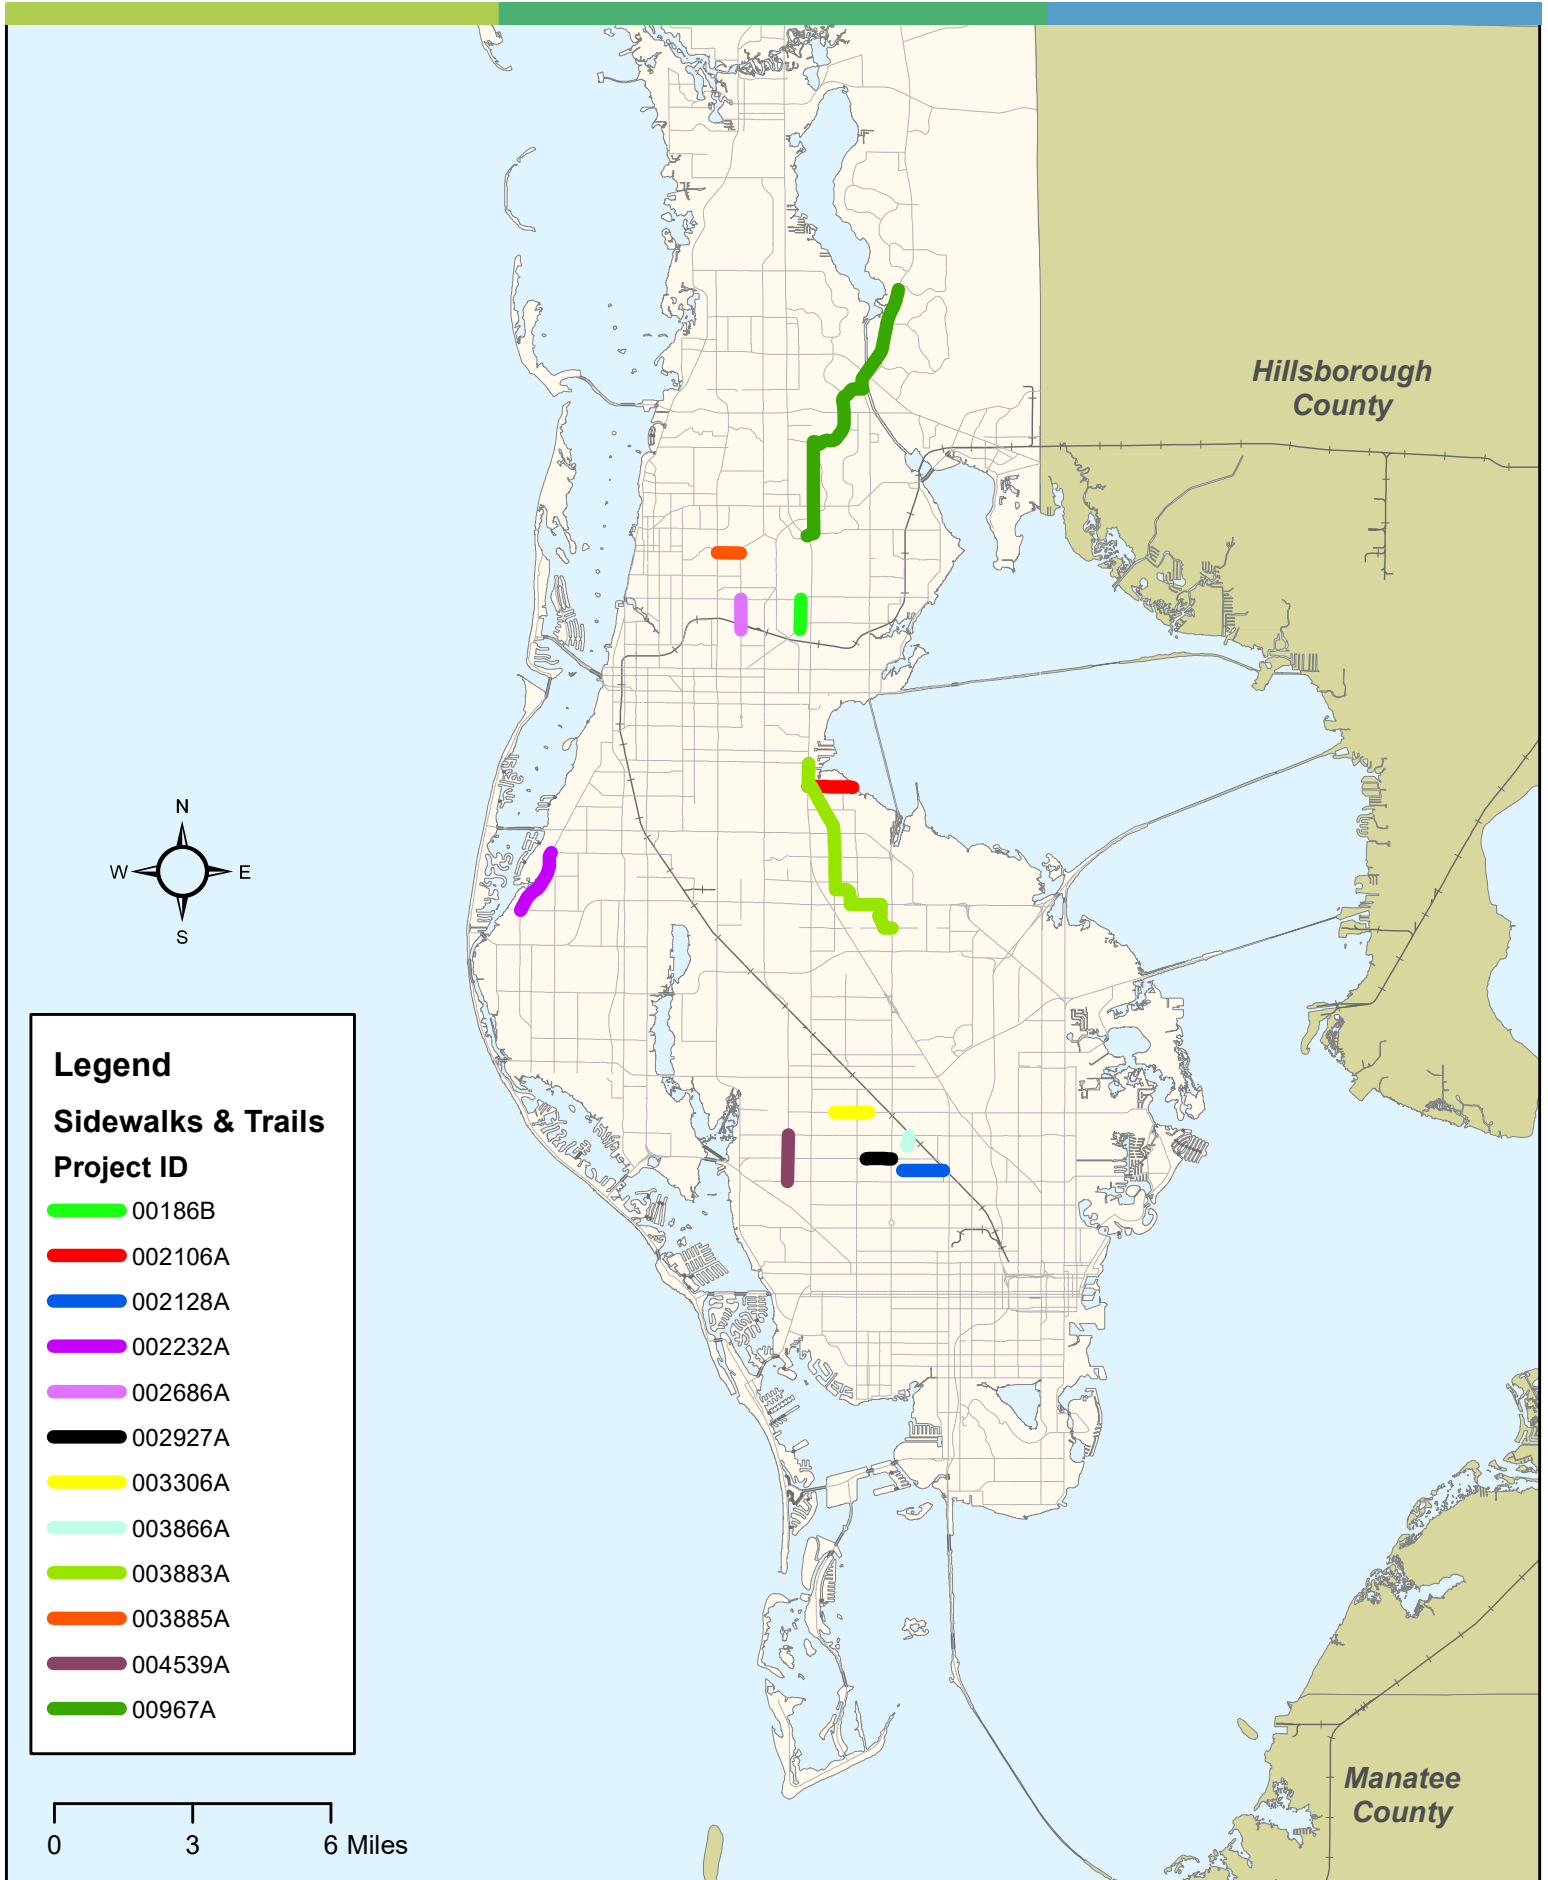 Hillsborough
County
N
W
E
S
Legend
Sidewalks & Trails
Project ID
00186B
002106A
002128A
002232A
002686A
002927A
003306A
003866A
003883A
003885A
004539A
00967A
0 3 6 Miles
Manatee
County